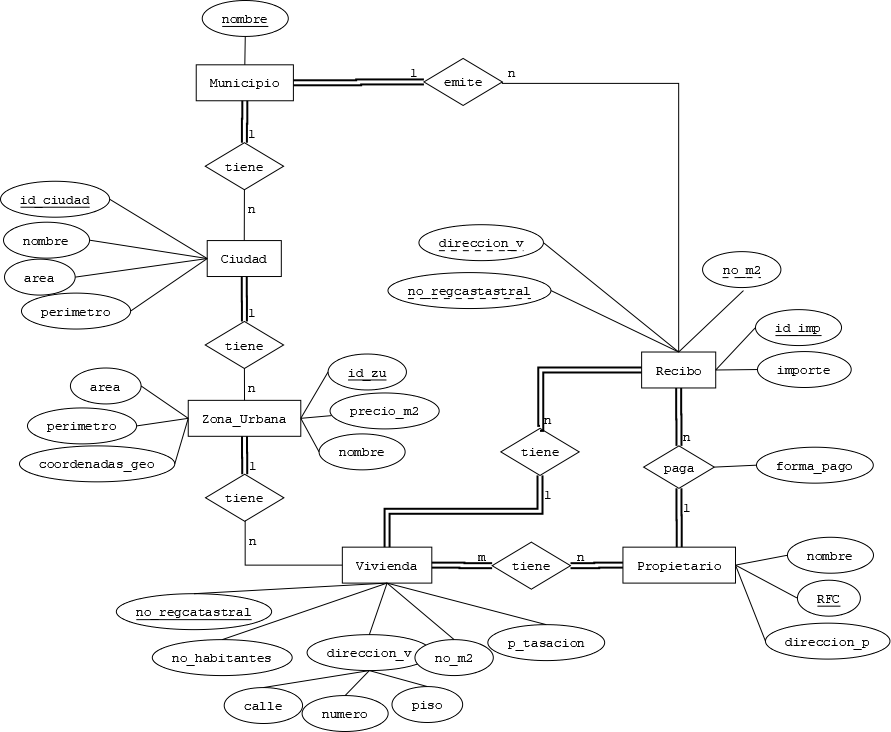 nombre
Municipio
1
emite
n
1
tiene
n
id_ciudad
nombre
area
perimetro
Ciudad
1
tiene
n
direccion_v
no_regcastastral
no_m2
id_imp
importe
Recibo
area
perimetro
coordenadas_geo
Zona_Urbana
id_zu
precio_m2
nombre
1
tiene
n
n
tiene
1
n
paga
forma_pago
1
Vivienda
m
tiene
n
Propietario
nombre
RFC
direccion_p
no_regcatastral
no_habitantes
direccion_v
no_m2
p_tasacion
calle
numero
piso